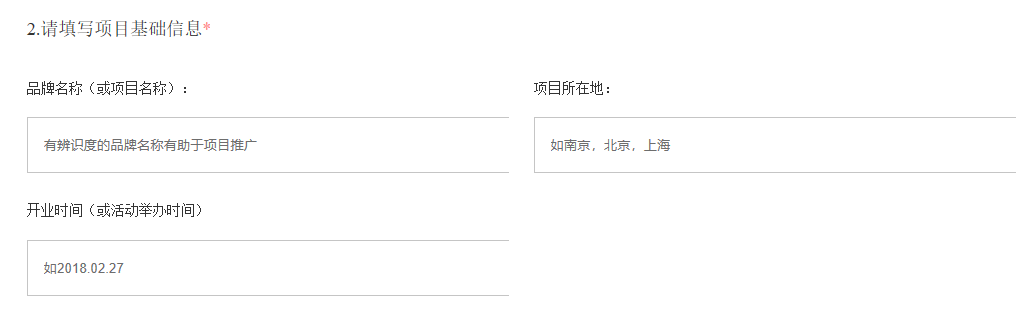 2.请填写项目基础信息*
品牌名称（或项目名称）：
项目所在地：
有辨识度的品牌名称有助于项目推广
如南京，北京，上海
开业时间（或活动举办时间）
如2018.02.27